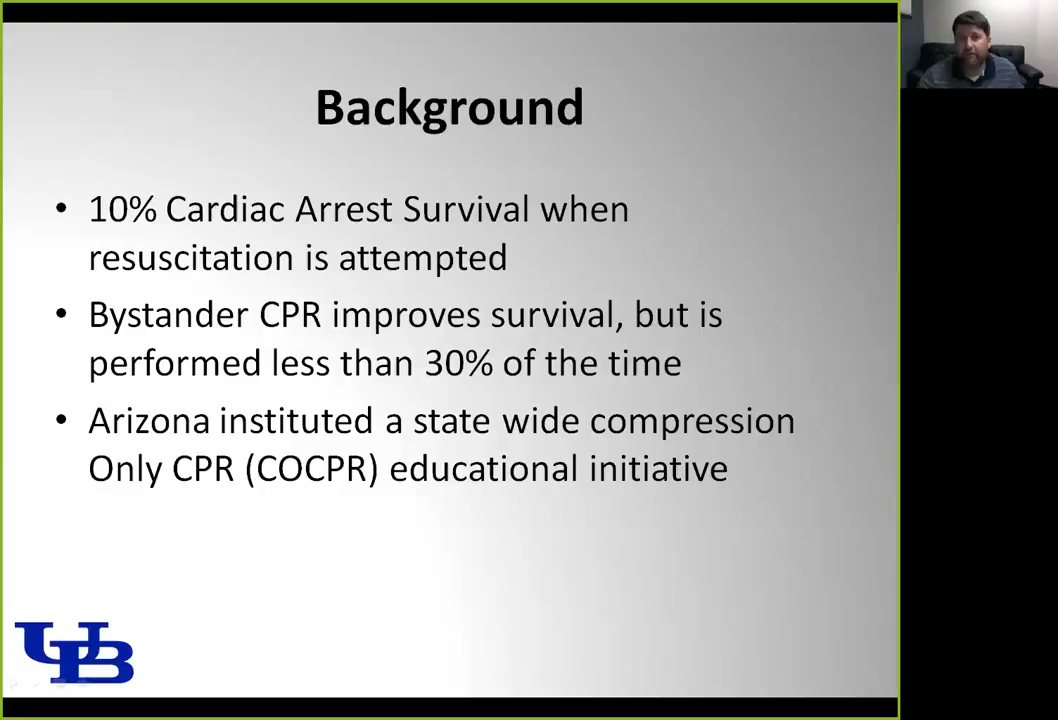 Background
• 10% Cardiac Arrest Survival when
resuscitation is attempted
• Bystander CPR improves survival, but is
performed less than 30% of the time
• Arizona instituted a state wide compression
Only CPR (COCPR) educational initiative
UB